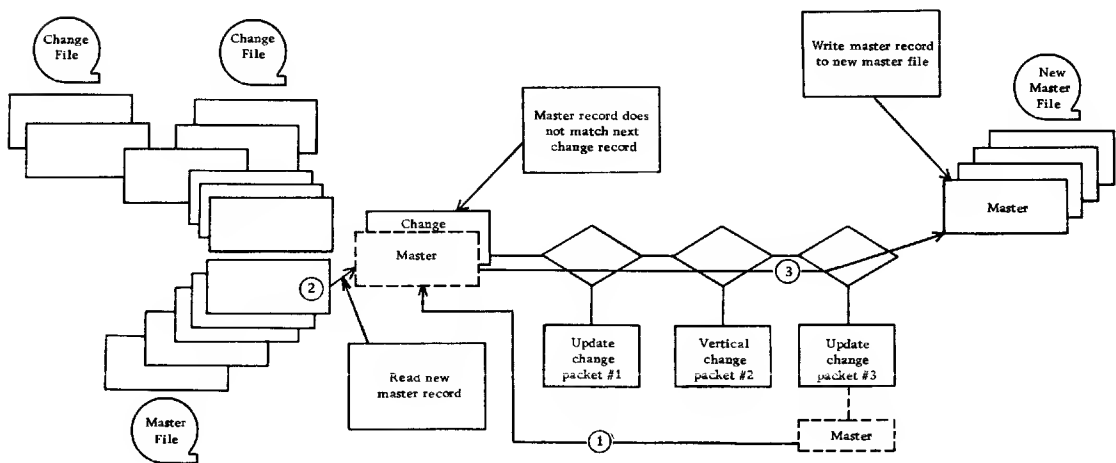 Change
File
Change
File
Write master record
to new master file
New
Master
File
Master record does
not match next
change record
Master
Change
Master
3
2
Update
change
packet #1
Vertical
change
packet #2
Update
change
packet #3
Read new
master record
Master
File
1
Master